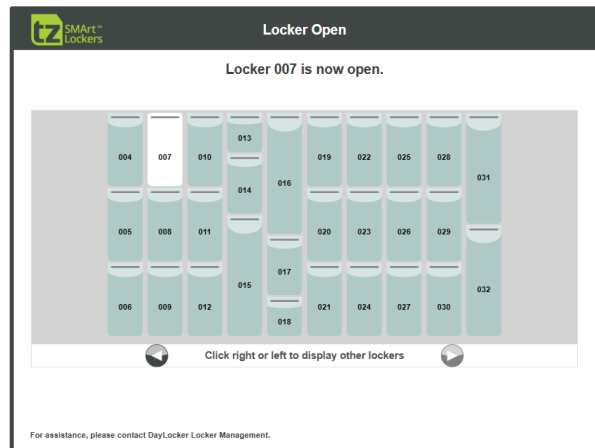 tz SMArt™ Lockers
Locker Open
Locker 007 is now open.
004 007 010 013 016 019 022 025 028 031
014
005 008 011 020 023 026 029
017
015 032
006 009 012 018 021 024 027 030
Click right or left to display other lockers
For assistance, please contact DayLocker Locker Management.